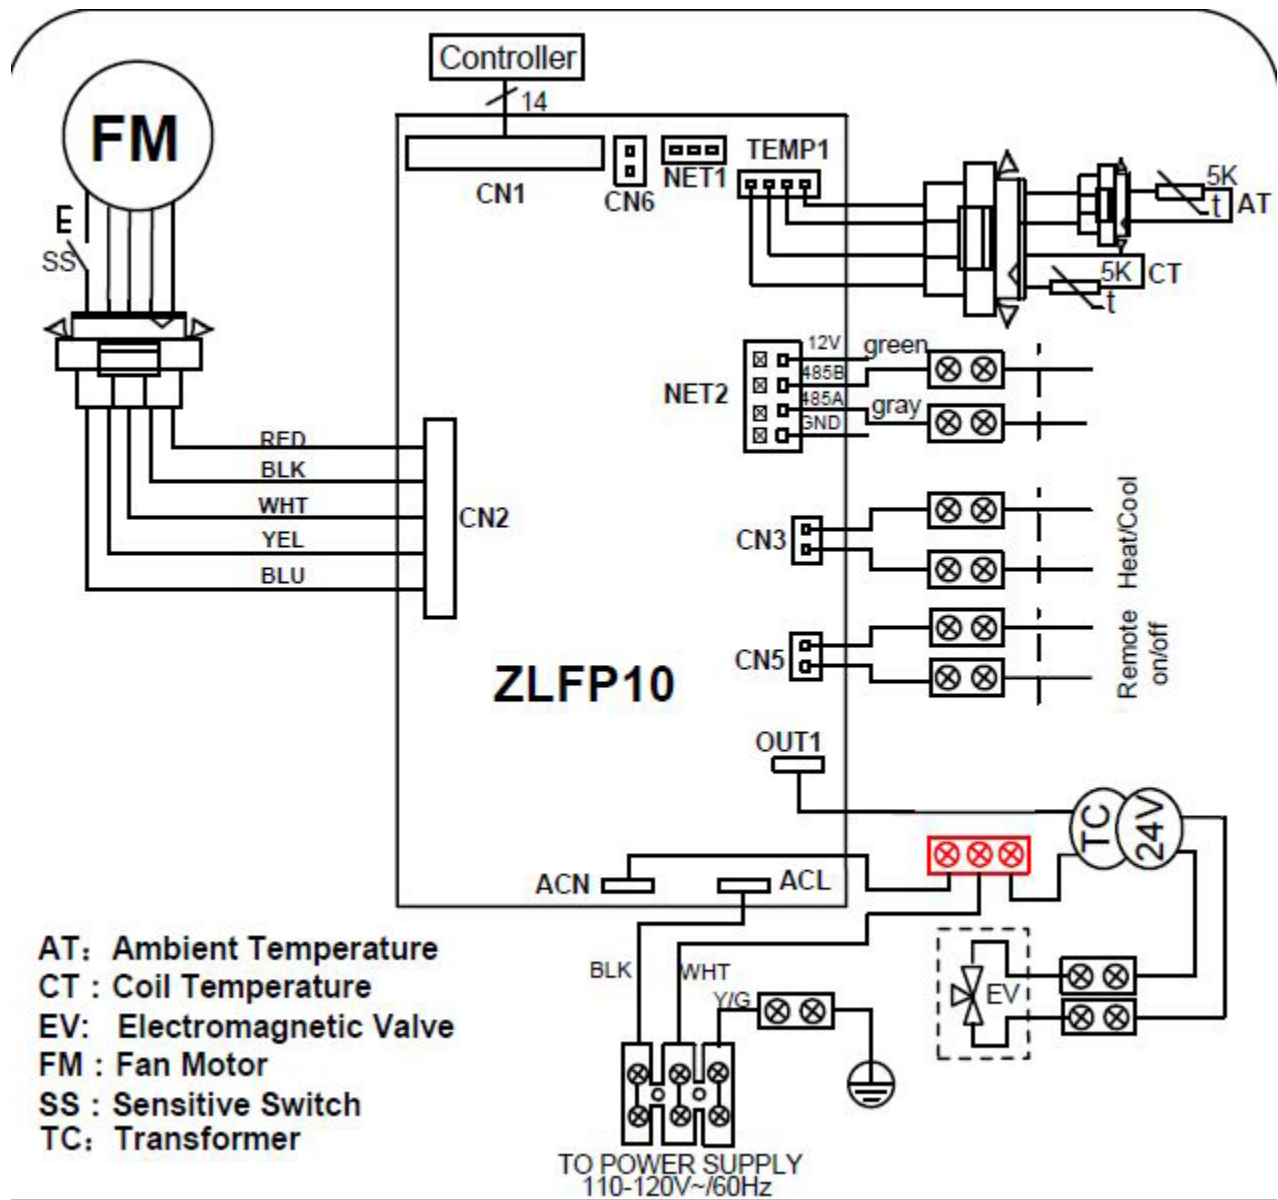 Controller
14
FM
E
SS
CN1
CN6
NET1
TEMP1
5K
t
AT
5K
t
CT
NET2
12V
485B
485A
GND
green
gray
RED
BLK
WHT
YEL
BLU
CN2
CN3
Heat/Cool
CN5
Remote
on/off
ZLFP10
OUT1
TC
24V
ACN
ACL
BLK
WHT
Y/G
EV
AT: Ambient Temperature
CT : Coil Temperature
EV: Electromagnetic Valve
FM : Fan Motor
SS : Sensitive Switch
TC: Transformer
TO POWER SUPPLY
110-120V~/60Hz